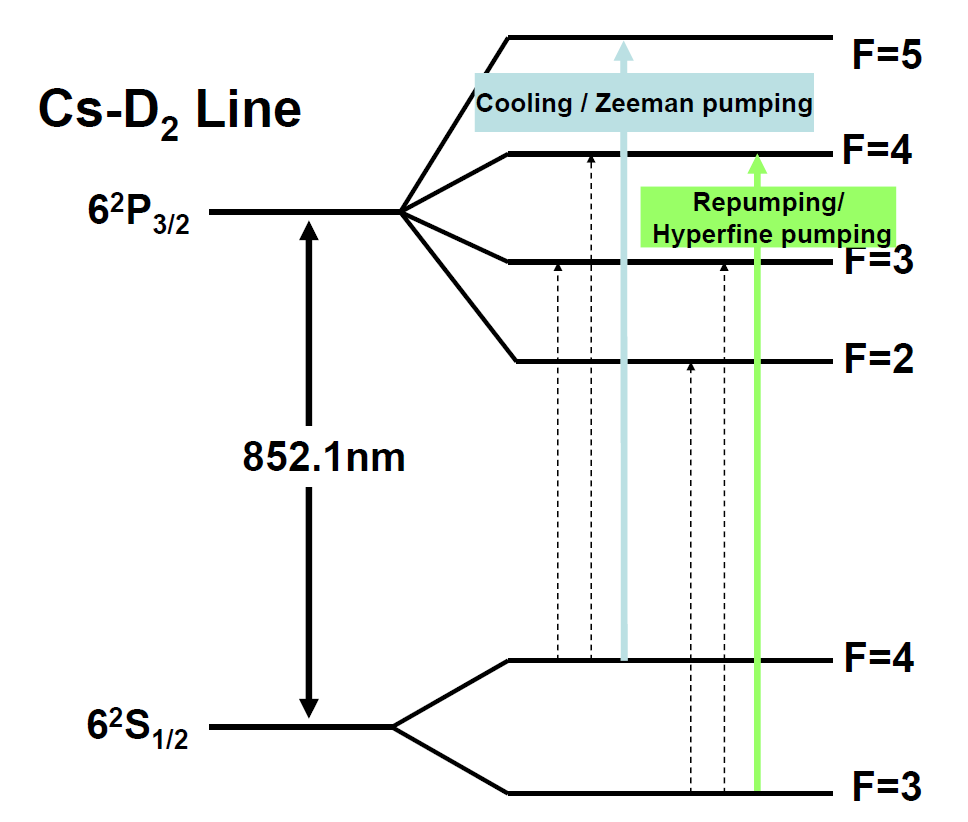 F=5
Cs-D₂ Line
Cooling / Zeeman pumping
F=4
6²P₃/₂
Repumping/
Hyperfine pumping
F=3
F=2
852.1nm
F=4
6²S₁/₂
F=3